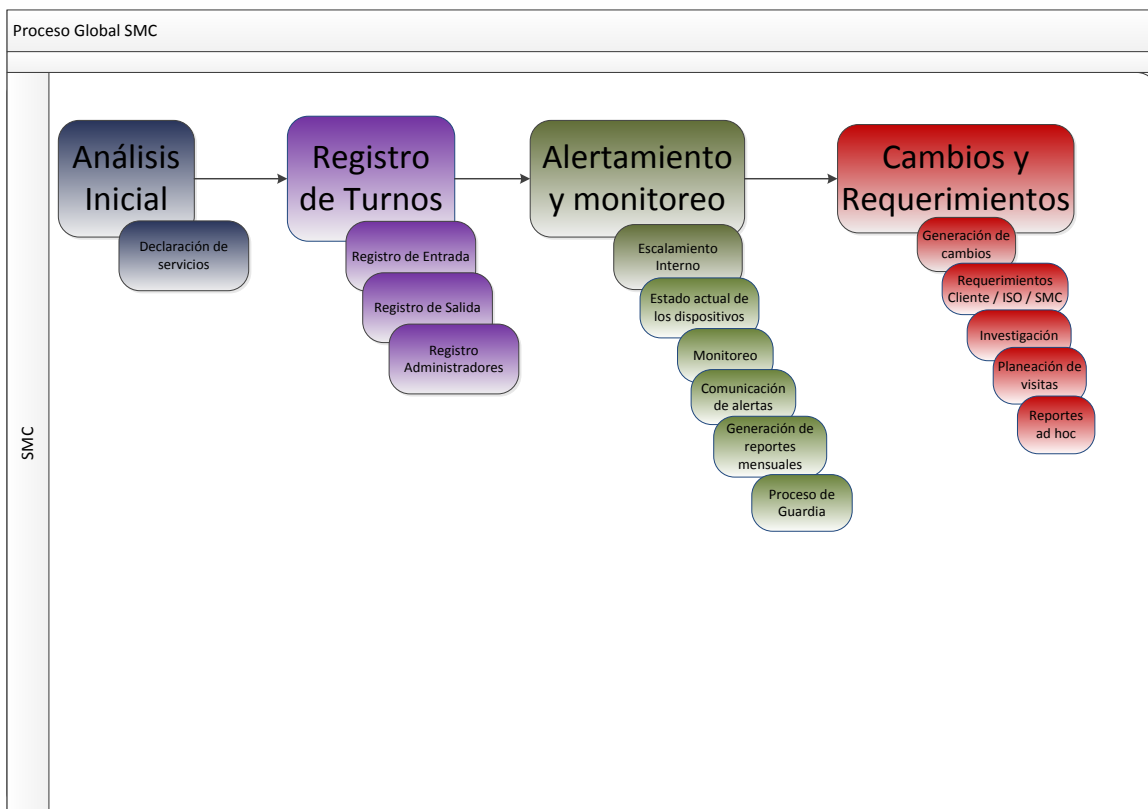 Proceso Global SMC
SMC
Análisis
Inicial
Declaración de
servicios
Registro
de Turnos
Registro de Entrada
Registro de Salida
Registro
Administradores
Alertamiento
y monitoreo
Escalamiento
Interno
Estado actual de
los dispositivos
Monitoreo
Comunicación
de alertas
Generación de
reportes
mensuales
Proceso de
Guardia
Cambios y
Requerimientos
Generación de
cambios
Requerimientos
Cliente / ISO / SMC
Investigación
Planeación de
visitas
Reportes
ad hoc